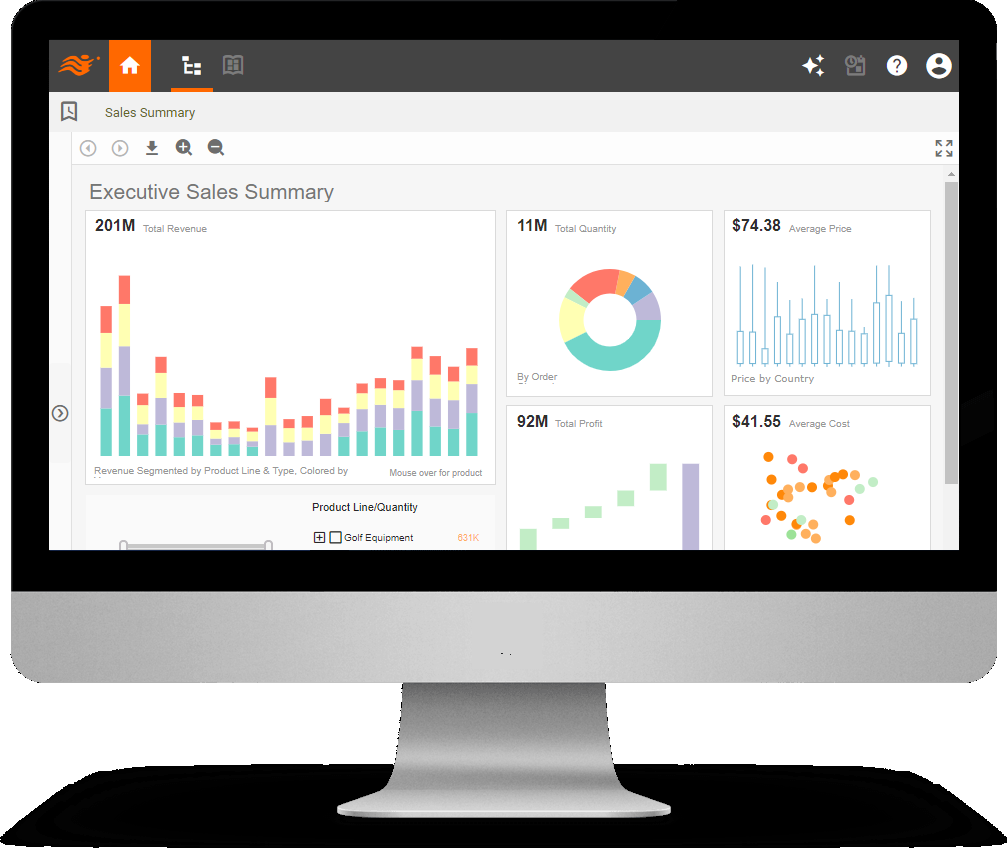 Sales Summary
Executive Sales Summary
201M Total Revenue
Revenue Segmented by Product Line & Type, Colored by
Mouse over for product
11M Total Quantity
By Order
$74.38 Average Price
Price by Country
Product Line/Quantity
Golf Equipment 631K
92M Total Profit
$41.55 Average Cost